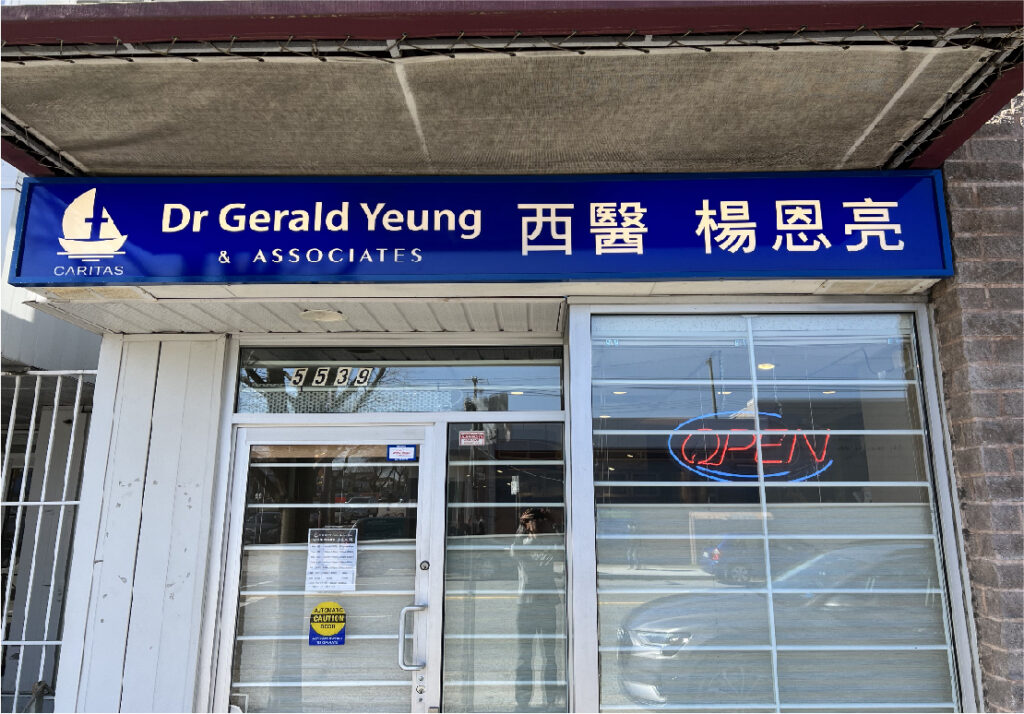 Dr Gerald Yeung 西醫 楊恩亮
& ASSOCIATES
CARITAS
5539
OPEN
AUTOMATIC
CAUTION
DOOR